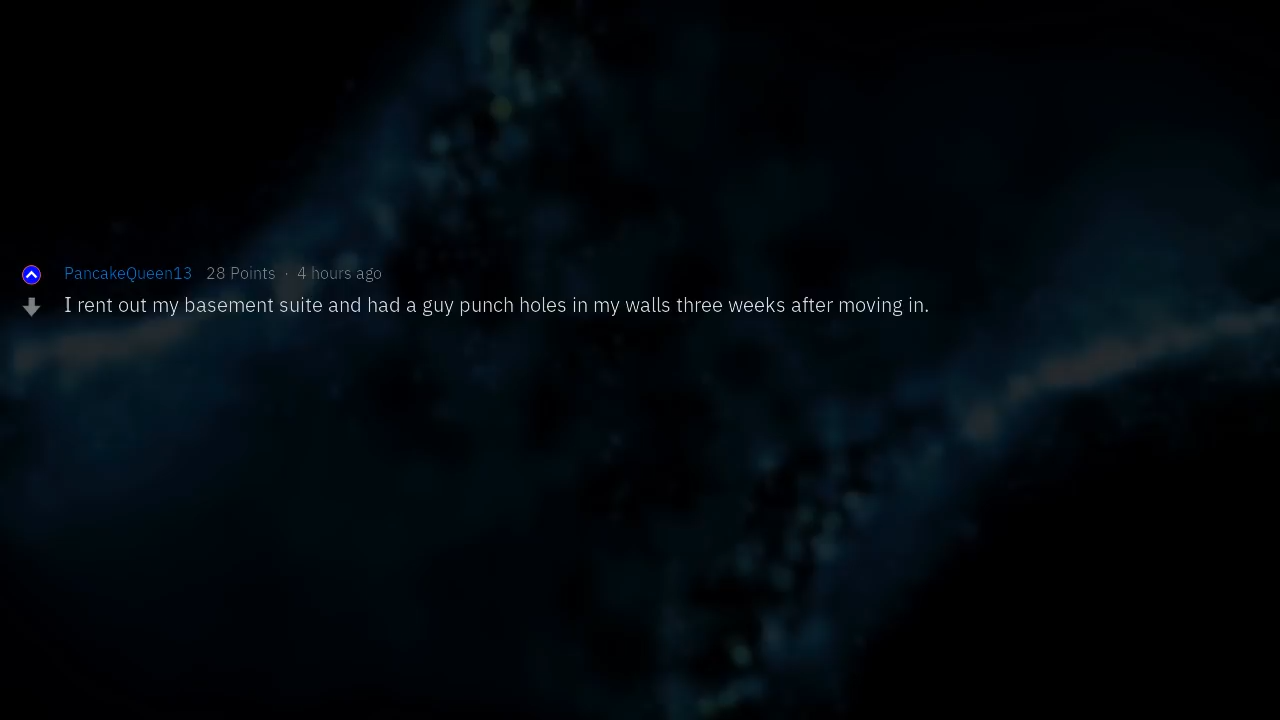 PancakeQueen13 28 Points · 4 hours ago
I rent out my basement suite and had a guy punch holes in my walls three weeks after moving in.